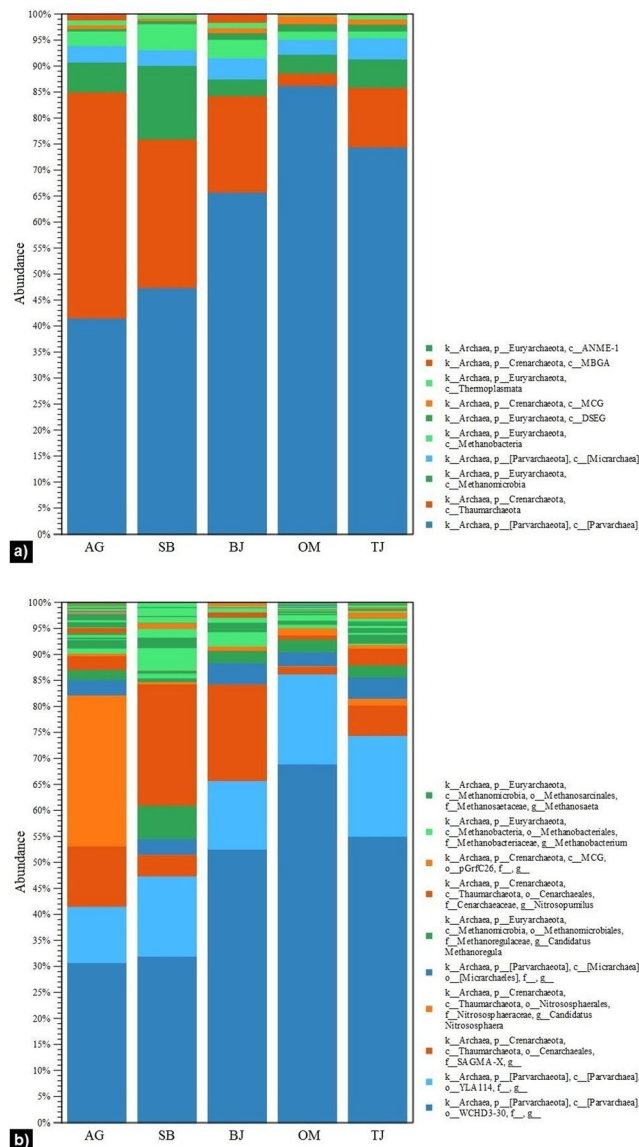 100%
95%
90%
85%
80%
75%
70%
65%
60%
55%
50%
45%
40%
35%
30%
25%
20%
15%
10%
5%
0%
Abundance
AG SB BJ OM TJ
k__Archaea, p__Euryarchaeota, c__ANME-1
k__Archaea, p__Crenarchaeota, c__MBGA
k__Archaea, p__Euryarchaeota,
c__Thermoplasmata
k__Archaea, p__Crenarchaeota, c__MCG
k__Archaea, p__Euryarchaeota, c__DSEG
k__Archaea, p__Euryarchaeota,
c__Methanobacteria
k__Archaea, p__[Parvarchaeota], c__[Micrarchaea]
k__Archaea, p__Euryarchaeota,
c__Methanomicrobia
k__Archaea, p__Crenarchaeota,
c__Thaumarchaeota
k__Archaea, p__[Parvarchaeota], c__[Parvarchaea]
a)
100%
95%
90%
85%
80%
75%
70%
65%
60%
55%
50%
45%
40%
35%
30%
25%
20%
15%
10%
5%
0%
Abundance
AG SB BJ OM TJ
k__Archaea, p__Euryarchaeota,
c__Methanomicrobia, o__Methanosarcinales,
f__Methanosaetaceae, g__Methanosaeta
k__Archaea, p__Euryarchaeota,
c__Methanobacteria, o__Methanobacteriales,
f__Methanobacteriaceae, g__Methanobacterium
k__Archaea, p__Crenarchaeota, c__MCG,
o__pGrfC26, f__, g__
k__Archaea, p__Crenarchaeota,
c__Thaumarchaeota, o__Cenarchaeales,
f__Cenarchaeaceae, g__Nitrosopumilus
k__Archaea, p__Euryarchaeota,
c__Methanomicrobia, o__Methanomicrobiales,
f__Methanoregulaceae, g__Candidatus
Methanoregula
k__Archaea, p__[Parvarchaeota], c__[Micrarchaea]
o__[Micrarchaeles], f__, g__
k__Archaea, p__Crenarchaeota,
c__Thaumarchaeota, o__Nitrososphaerales,
f__Nitrososphaeraceae, g__Candidatus
Nitrososphaera
k__Archaea, p__Crenarchaeota,
c__Thaumarchaeota, o__Cenarchaeales,
f__SAGMA-X, g__
k__Archaea, p__[Parvarchaeota], c__[Parvarchaea]
o__YLA114, f__, g__
k__Archaea, p__[Parvarchaeota], c__[Parvarchaea]
o__WCHD3-30, f__, g__
b)